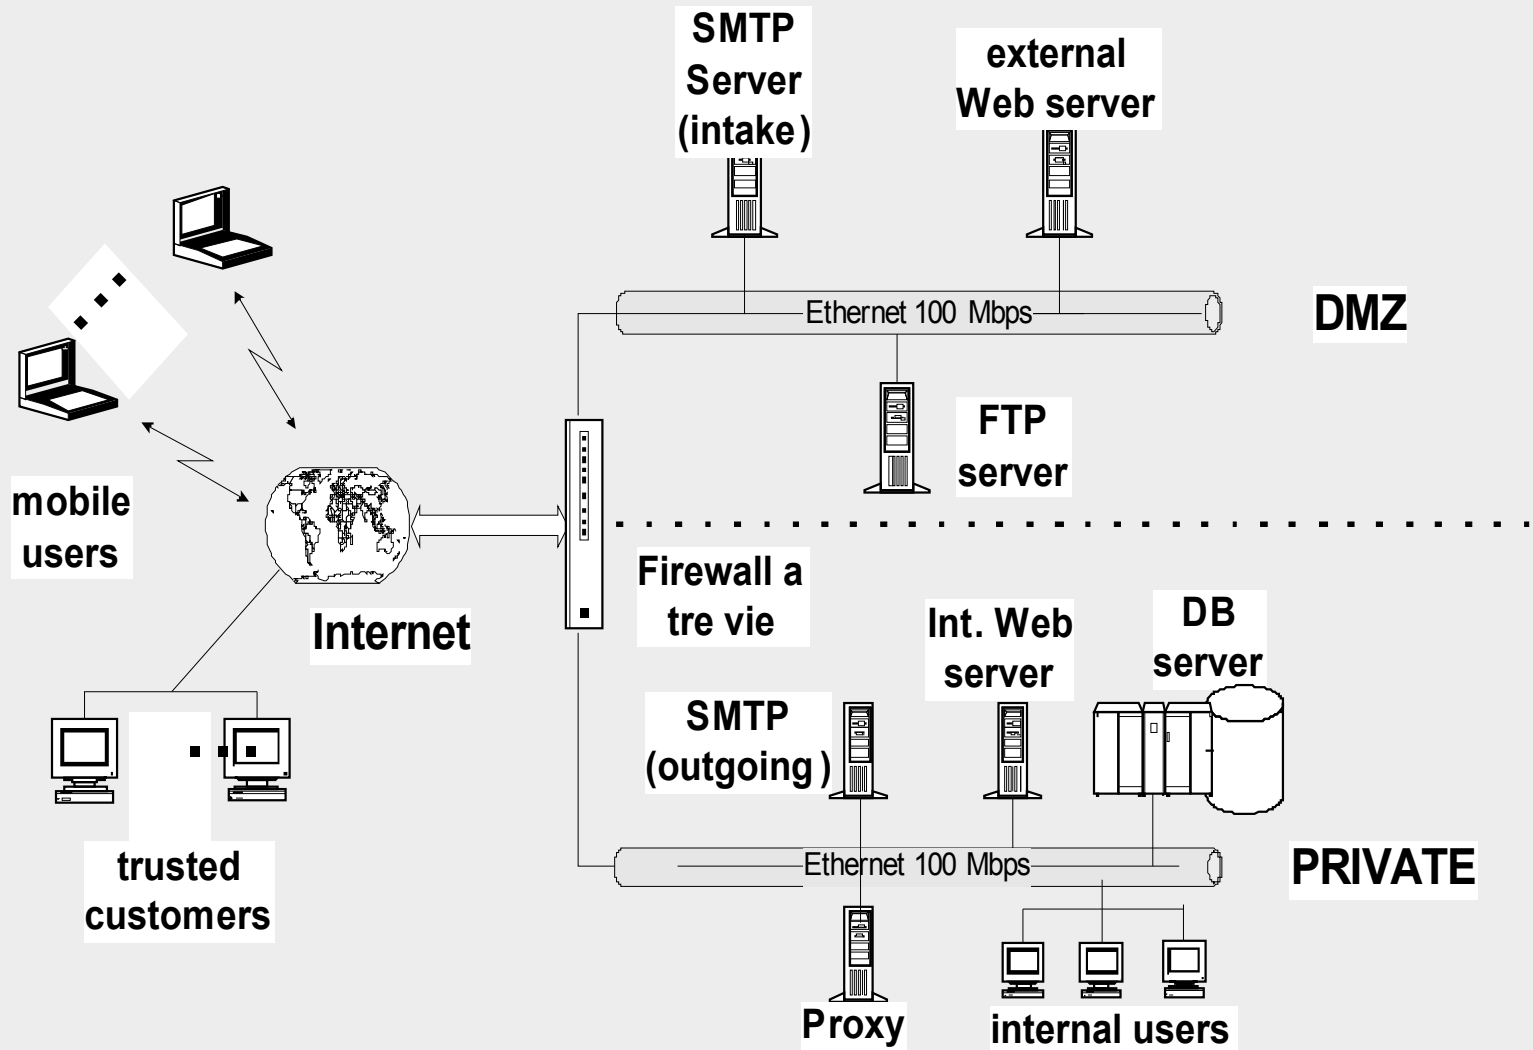 SMTP
Server
(intake)
external
Web server
Ethernet 100 Mbps
DMZ
FTP
server
mobile
users
Internet
Firewall a
tre vie
Int. Web
server
DB
server
SMTP
(outgoing)
trusted
customers
Ethernet 100 Mbps
PRIVATE
Proxy
internal users